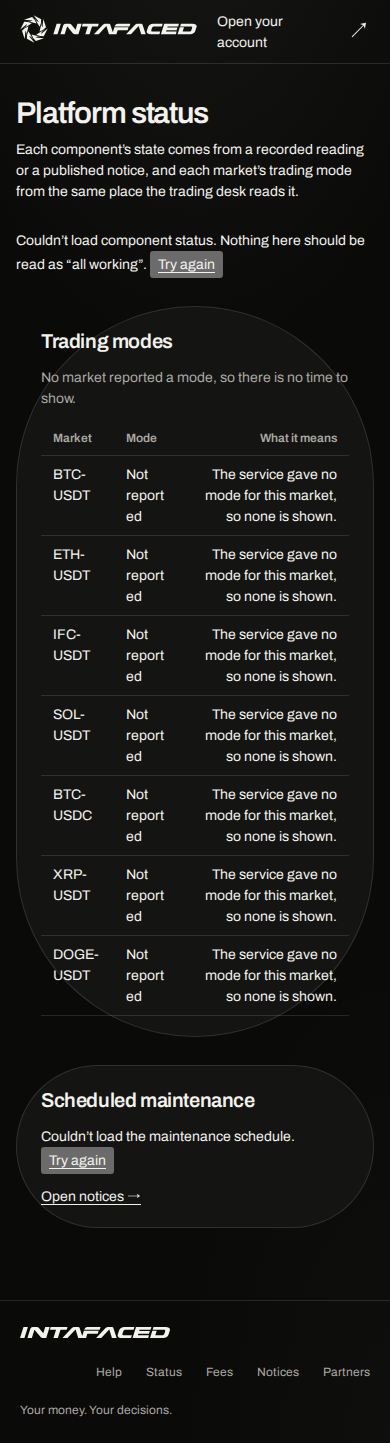 INTAFACED
Open your
account
Platform status
Each component’s state comes from a recorded reading
or a published notice, and each market’s trading mode
from the same place the trading desk reads it.
Couldn’t load component status. Nothing here should be
read as “all working”. Try again
Trading modes
No market reported a mode, so there is no time to
show.
Market Mode What it means
BTC- Not The service gave no
USDT report mode for this market,
ed so none is shown.
ETH- Not The service gave no
USDT report mode for this market,
ed so none is shown.
IFC- Not The service gave no
USDT report mode for this market,
ed so none is shown.
SOL- Not The service gave no
USDT report mode for this market,
ed so none is shown.
BTC- Not The service gave no
USDC report mode for this market,
ed so none is shown.
XRP- Not The service gave no
USDT report mode for this market,
ed so none is shown.
DOGE- Not The service gave no
USDT report mode for this market,
ed so none is shown.
Scheduled maintenance
Couldn’t load the maintenance schedule.
Try again
Open notices →
INTAFACED
Help Status Fees Notices Partners
Your money. Your decisions.